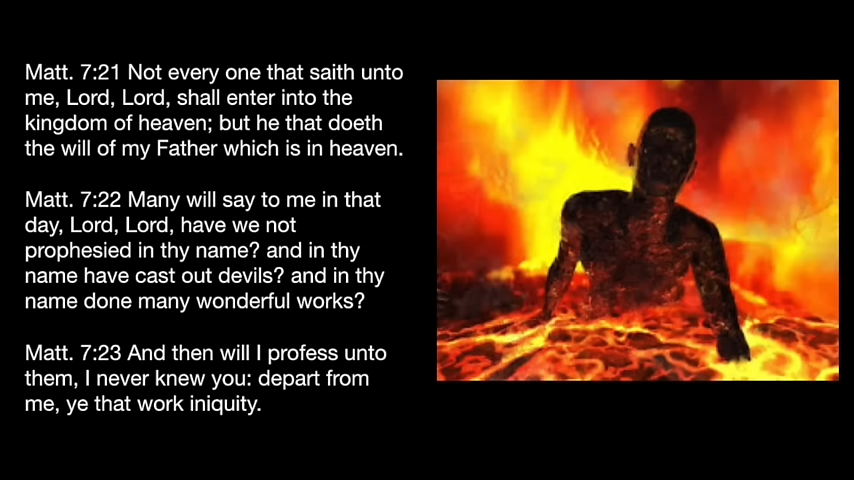 Matt. 7:21 Not every one that saith unto
me, Lord, Lord, shall enter into the
kingdom of heaven; but he that doeth
the will of my Father which is in heaven.
Matt. 7:22 Many will say to me in that
day, Lord, Lord, have we not
prophesied in thy name? and in thy
name have cast out devils? and in thy
name done many wonderful works?
Matt. 7:23 And then will I profess unto
them, I never knew you: depart from
me, ye that work iniquity.